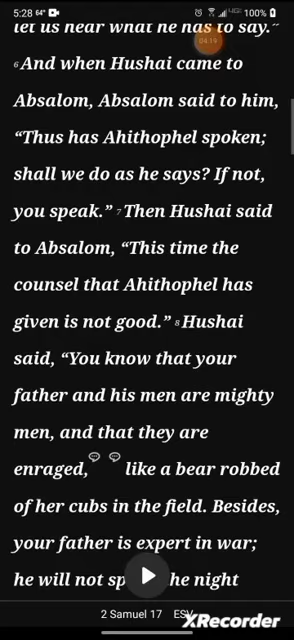 5:28 64° 100%
04:19
let us hear what he has to say.”
6 And when Hushai came to
Absalom, Absalom said to him,
“Thus has Ahithophel spoken;
shall we do as he says? If not,
you speak.” 7 Then Hushai said
to Absalom, “This time the
counsel that Ahithophel has
given is not good.” 8 Hushai
said, “You know that your
father and his men are mighty
men, and that they are
enraged, like a bear robbed
of her cubs in the field. Besides,
your father is expert in war;
he will not sp he night
2 Samuel 17 ESV
XRecorder